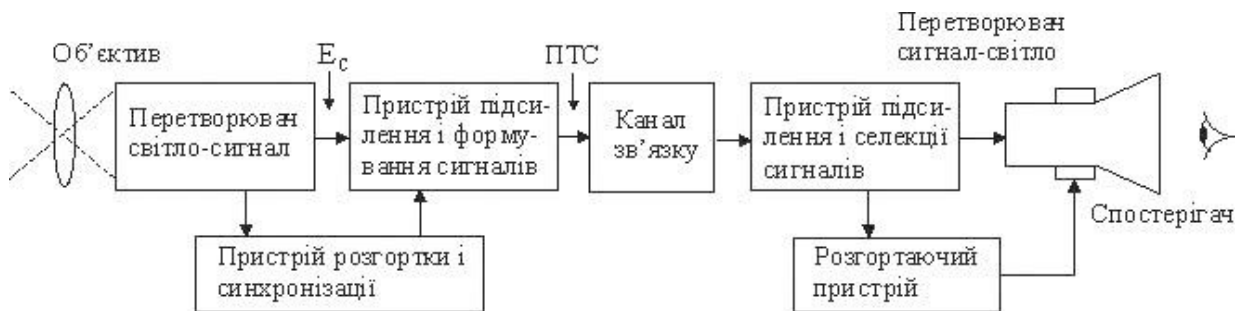 Об’єктив
Перетворювач
світло-сигнал
Ес
Пристрій підси-
лення і форму-
вання сигналів
ПТС
Канал
зв’язку
Пристрій підси-
лення і селекції
сигналів
Перетворювач
сигнал-світло
Спостерігач
Пристрій розгортки і
синхронізації
Розгортаючий
пристрій